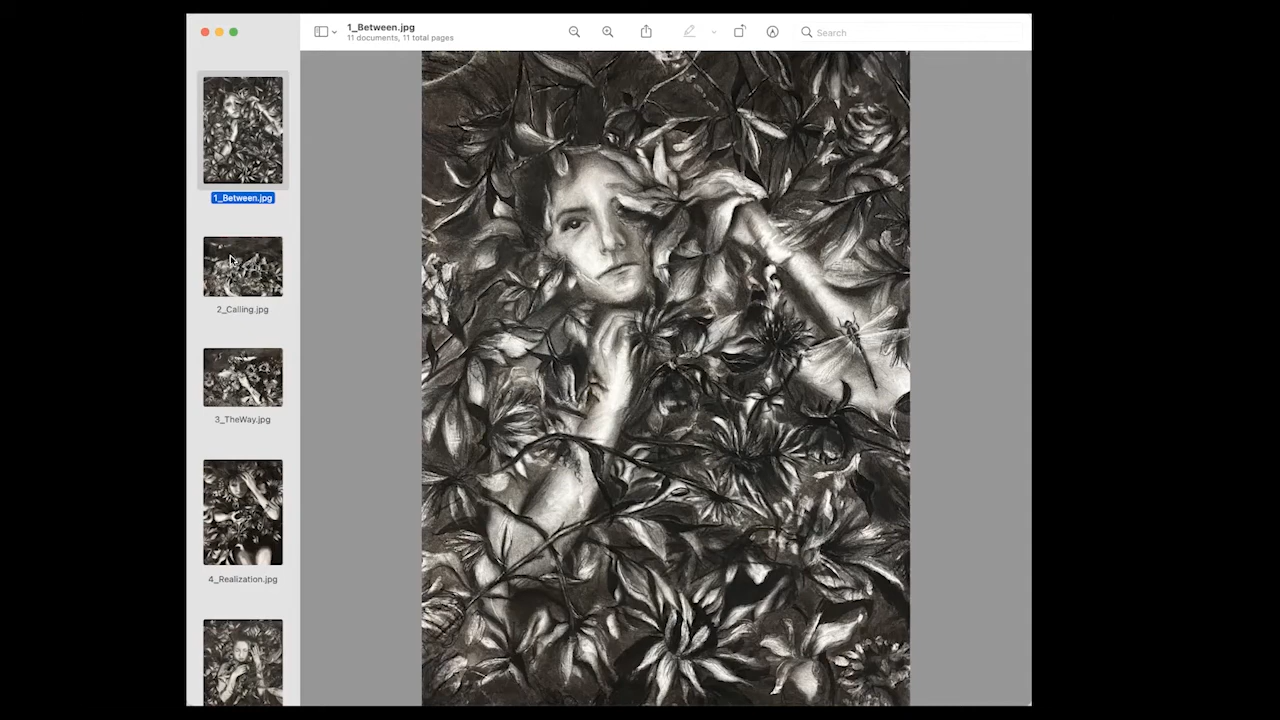 1_Between.jpg
11 documents, 11 total pages
Search
1_Between.jpg
2_Calling.jpg
3_TheWay.jpg
4_Realization.jpg